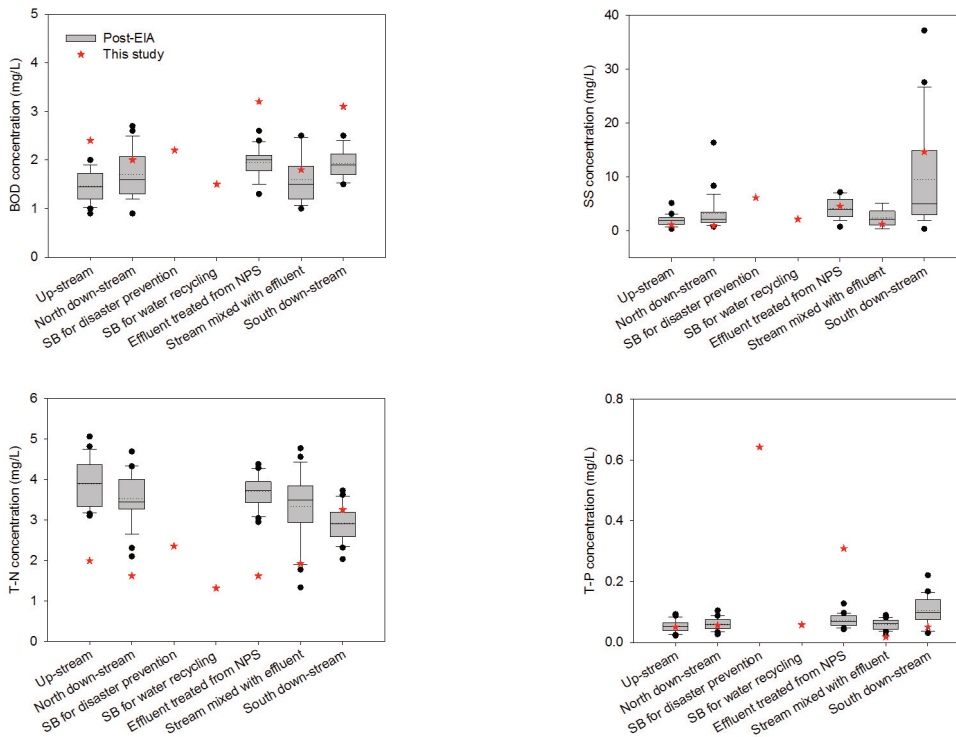 5
4
3
2
1
0
BOD concentration (mg/L)
Post-EIA
This study
Up-stream
North down-stream
SB for disaster prevention
SB for water recycling
Effluent treated from NPS
Stream mixed with effluent
South down-stream
40
30
20
10
0
SS concentration (mg/L)
Up-stream
North down-stream
SB for disaster prevention
SB for water recycling
Effluent treated from NPS
Stream mixed with effluent
South down-stream
6
5
4
3
2
1
0
T-N concentration (mg/L)
Up-stream
North down-stream
SB for disaster prevention
SB for water recycling
Effluent treated from NPS
Stream mixed with effluent
South down-stream
0.8
0.6
0.4
0.2
0.0
T-P concentration (mg/L)
Up-stream
North down-stream
SB for disaster prevention
SB for water recycling
Effluent treated from NPS
Stream mixed with effluent
South down-stream